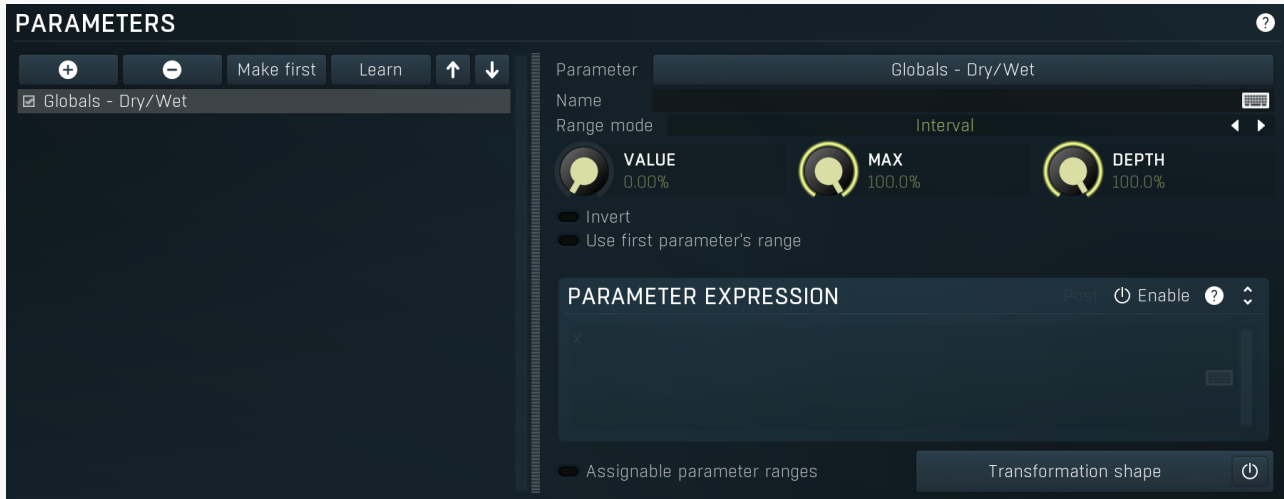 PARAMETERS
?
Make first Learn
Globals - Dry/Wet
Parameter Globals - Dry/Wet
Name
Range mode Interval
VALUE
0.00%
MAX
100.0%
DEPTH
100.0%
Invert
Use first parameter's range
PARAMETER EXPRESSION Post Enable ?
x
Assignable parameter ranges Transformation shape